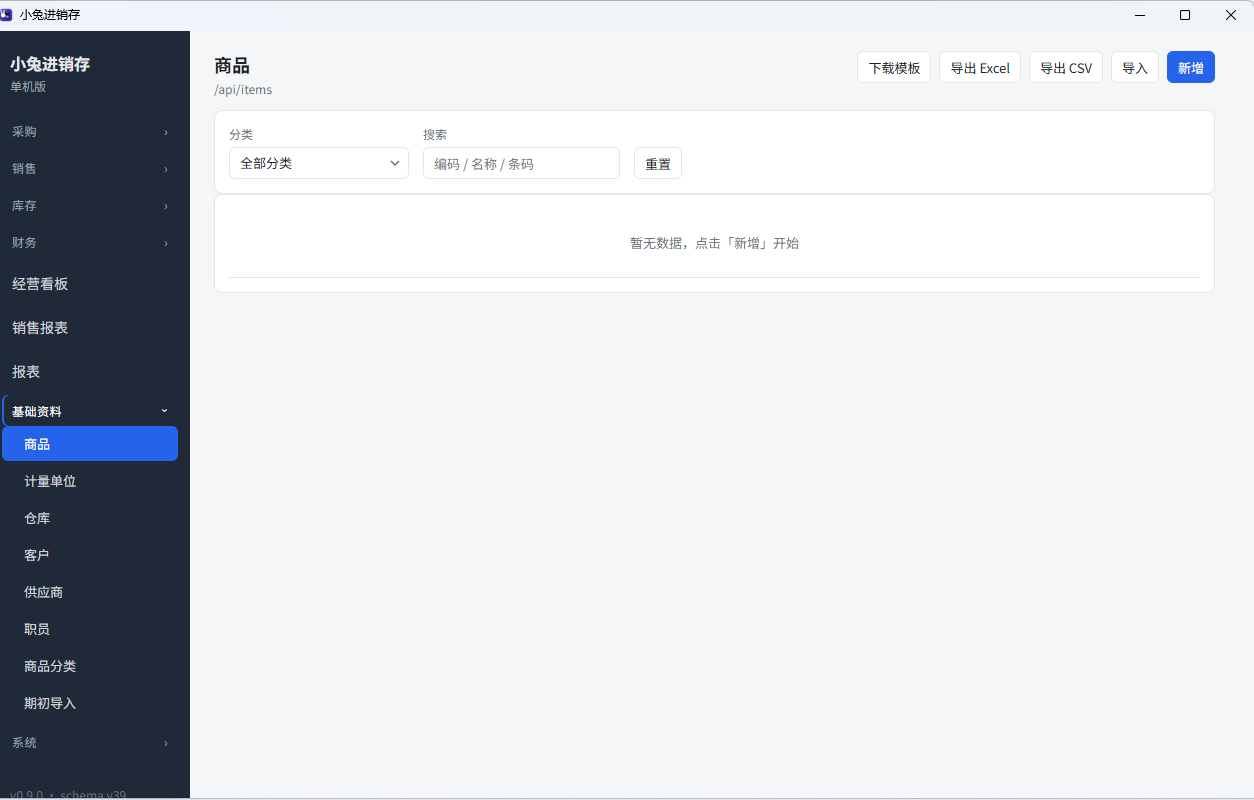 小兔进销存
小兔进销存
单机版
采购
销售
库存
财务
经营看板
销售报表
报表
基础资料
商品
计量单位
仓库
客户
供应商
职员
商品分类
期初导入
系统
v0.9.0 · schema v39
商品
/api/items
下载模板 导出 Excel 导出 CSV 导入 新增
分类 搜索
全部分类 编码 / 名称 / 条码 重置
暂无数据，点击「新增」开始